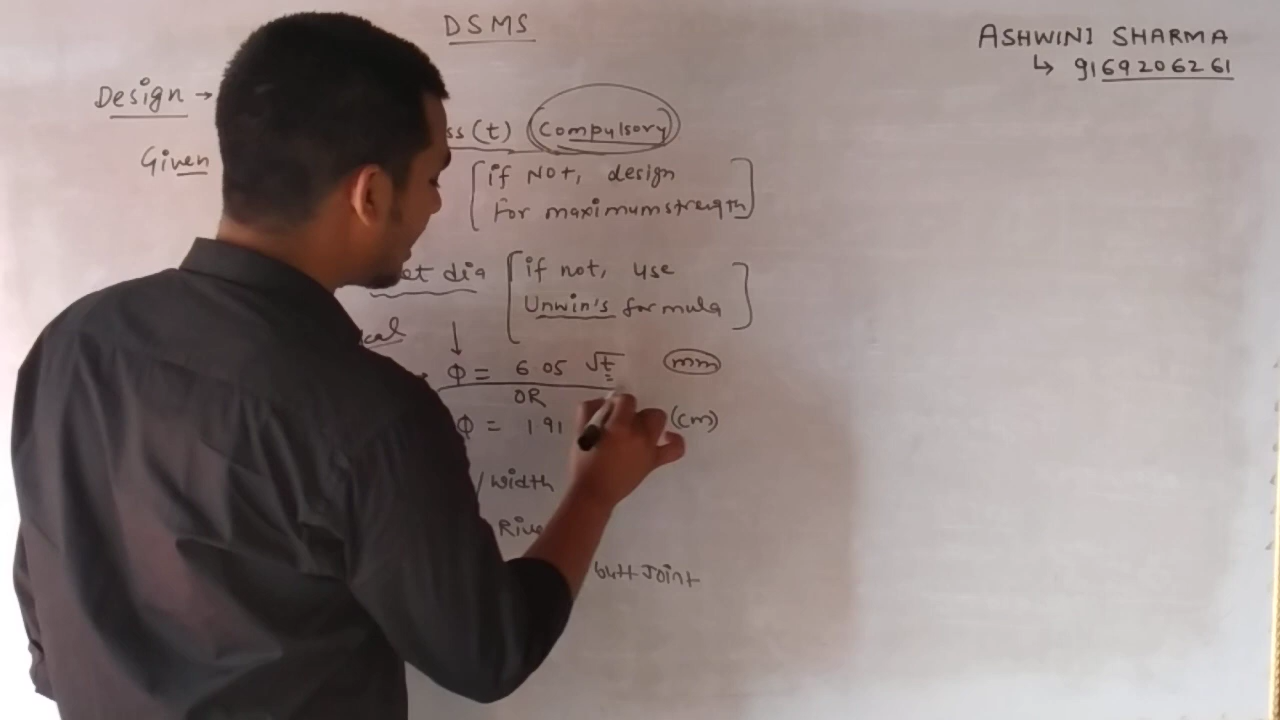 DSMS
ASHWINI SHARMA
↳ 9169206261
Design →
ss(t) (Compulsory)
Given
[if NOT, design
For maximum strength]
et dia [if not, use
Unwin's formula]
cal ↓
→ Φ = 6.05 √t (mm)
OR
Φ = 1.91 (cm)
/ width
Rive
butt Joint